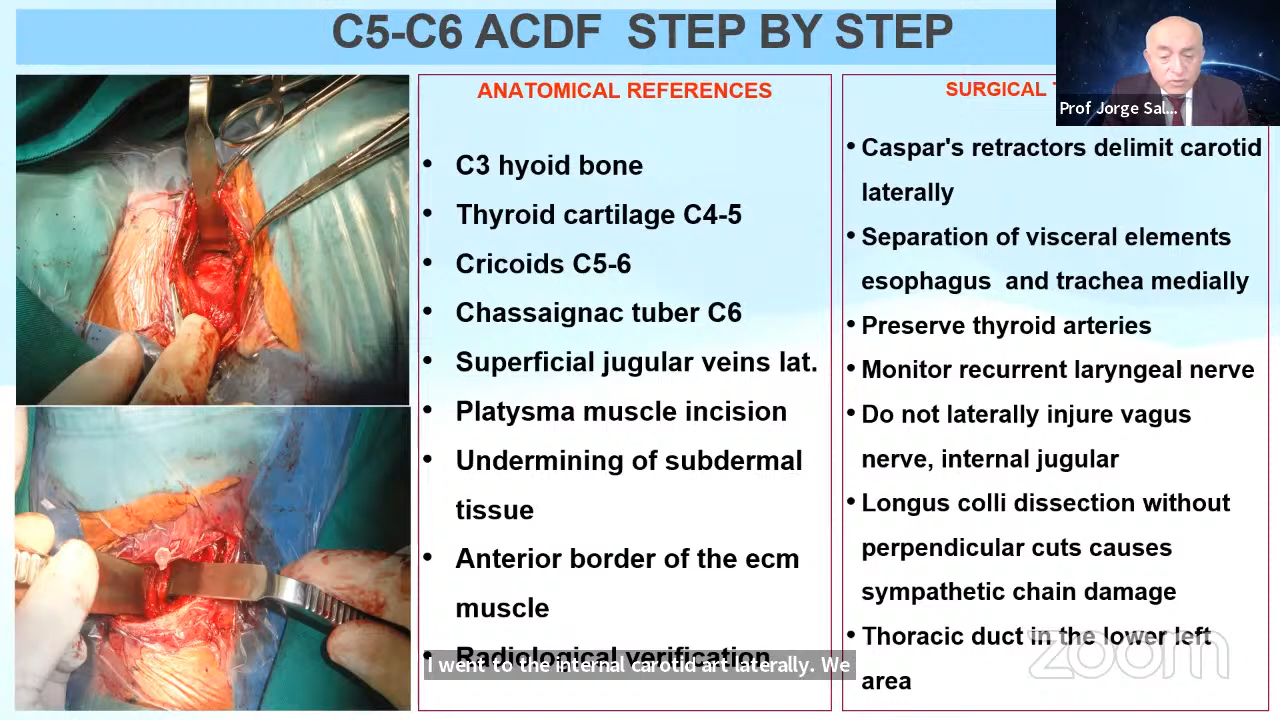 C5-C6 ACDF STEP BY STEP
Prof Jorge Sal...
ANATOMICAL REFERENCES
C3 hyoid bone
Thyroid cartilage C4-5
Cricoids C5-6
Chassaignac tuber C6
Superficial jugular veins lat.
Platysma muscle incision
Undermining of subdermal
tissue
Anterior border of the ecm
muscle
Radiological verification
SURGICAL
Caspar's retractors delimit carotid
laterally
Separation of visceral elements
esophagus and trachea medially
Preserve thyroid arteries
Monitor recurrent laryngeal nerve
Do not laterally injure vagus
nerve, internal jugular
Longus colli dissection without
perpendicular cuts causes
sympathetic chain damage
Thoracic duct in the lower left
area
I went to the internal carotid art laterally. We
zoom